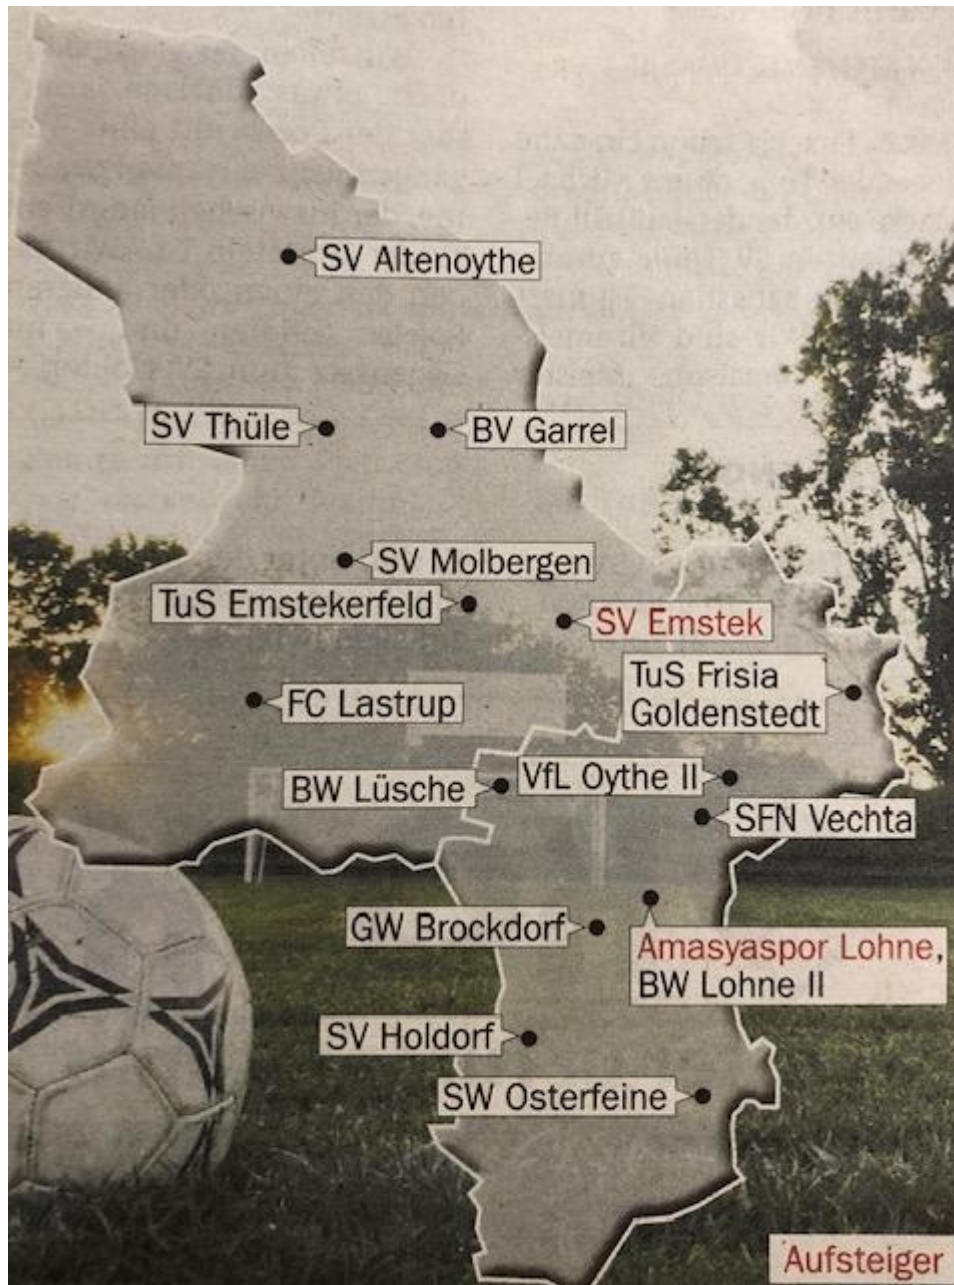 SV Altenoythe
SV Thüle
BV Garrel
SV Molbergen
TuS Emstekerfeld
SV Emstek
TuS Frisia
Goldenstedt
FC Lastrup
VfL Oythe II
BW Lüsche
SFN Vechta
GW Brockdorf
Amasyaspor Lohne,
BW Lohne II
SV Holdorf
SW Osterfeine
Aufsteiger